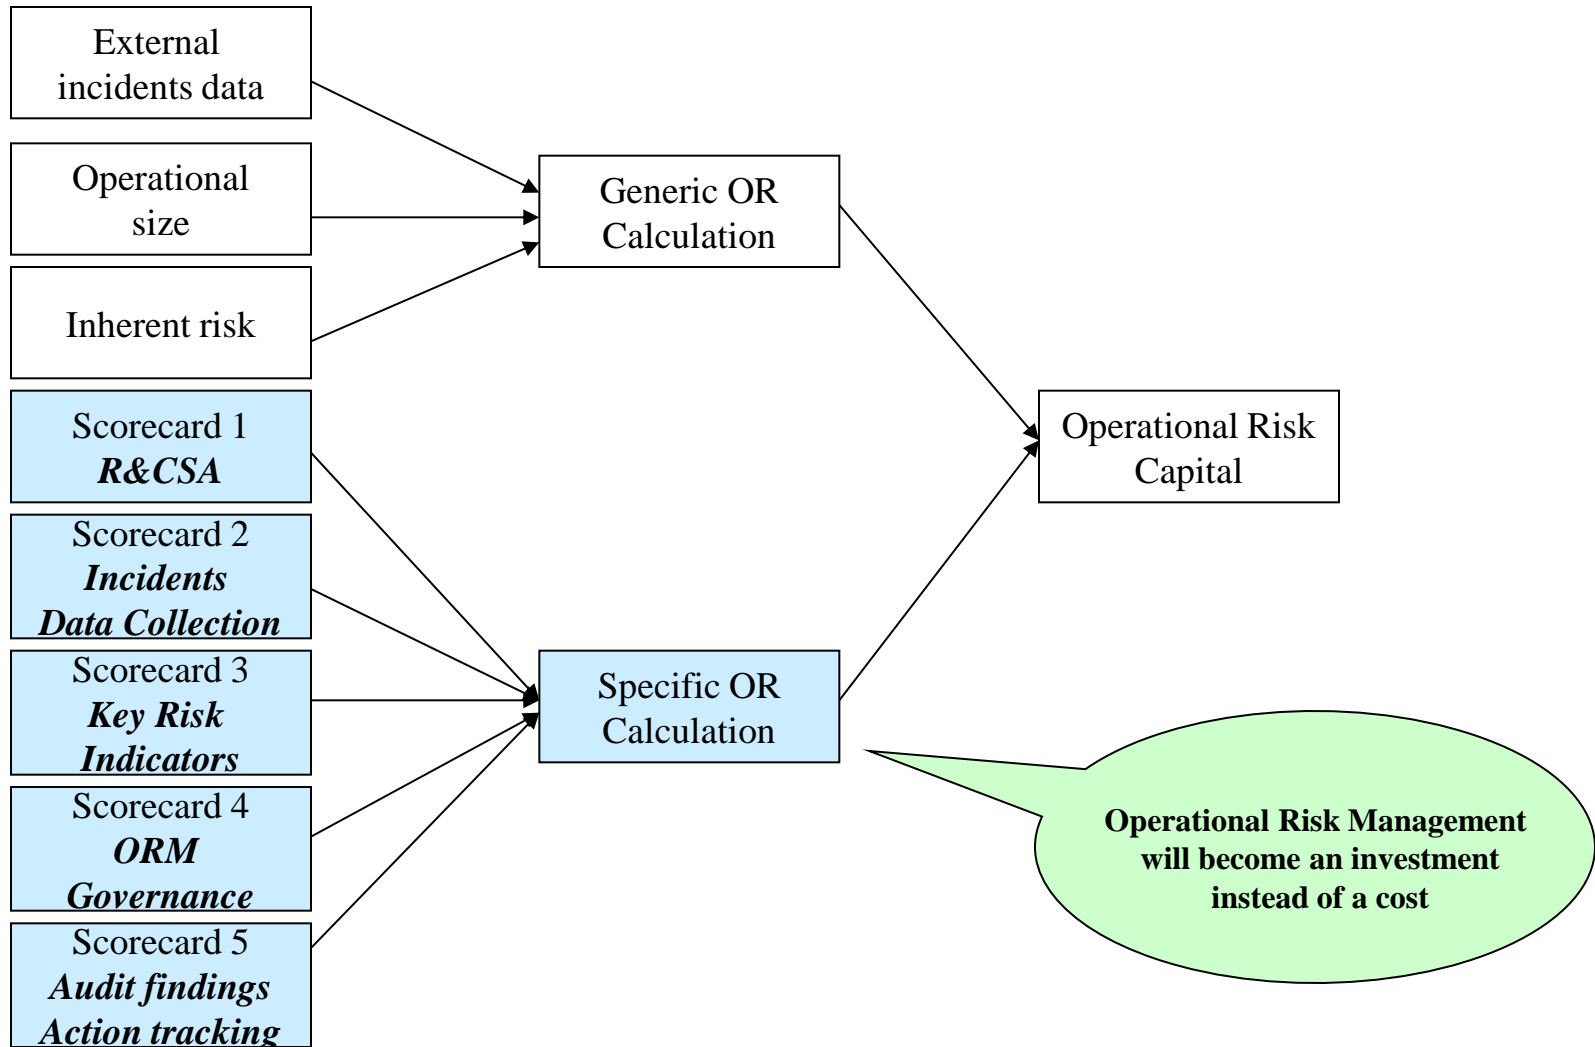 External
incidents data
Operational
size
Inherent risk
Scorecard 1
R&CSA
Scorecard 2
Incidents
Data Collection
Scorecard 3
Key Risk
Indicators
Scorecard 4
ORM
Governance
Scorecard 5
Audit findings
Action tracking
Generic OR
Calculation
Specific OR
Calculation
Operational Risk
Capital
Operational Risk Management
will become an investment
instead of a cost